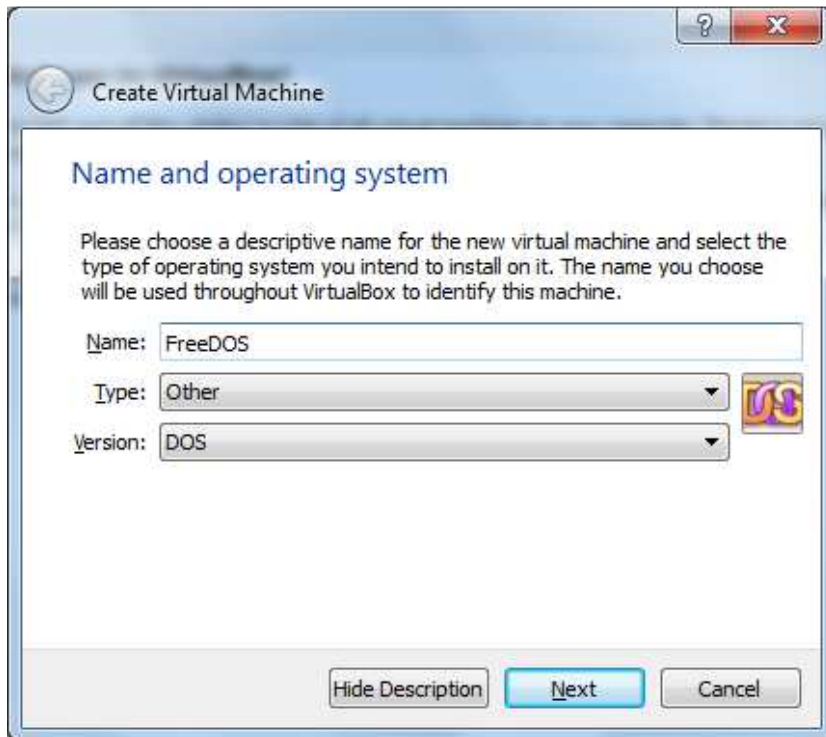 ?
Create Virtual Machine
Name and operating system
Please choose a descriptive name for the new virtual machine and select the
type of operating system you intend to install on it. The name you choose
will be used throughout VirtualBox to identify this machine.
Name: FreeDOS
Type: Other
DOS
Version: DOS
Hide Description Next Cancel